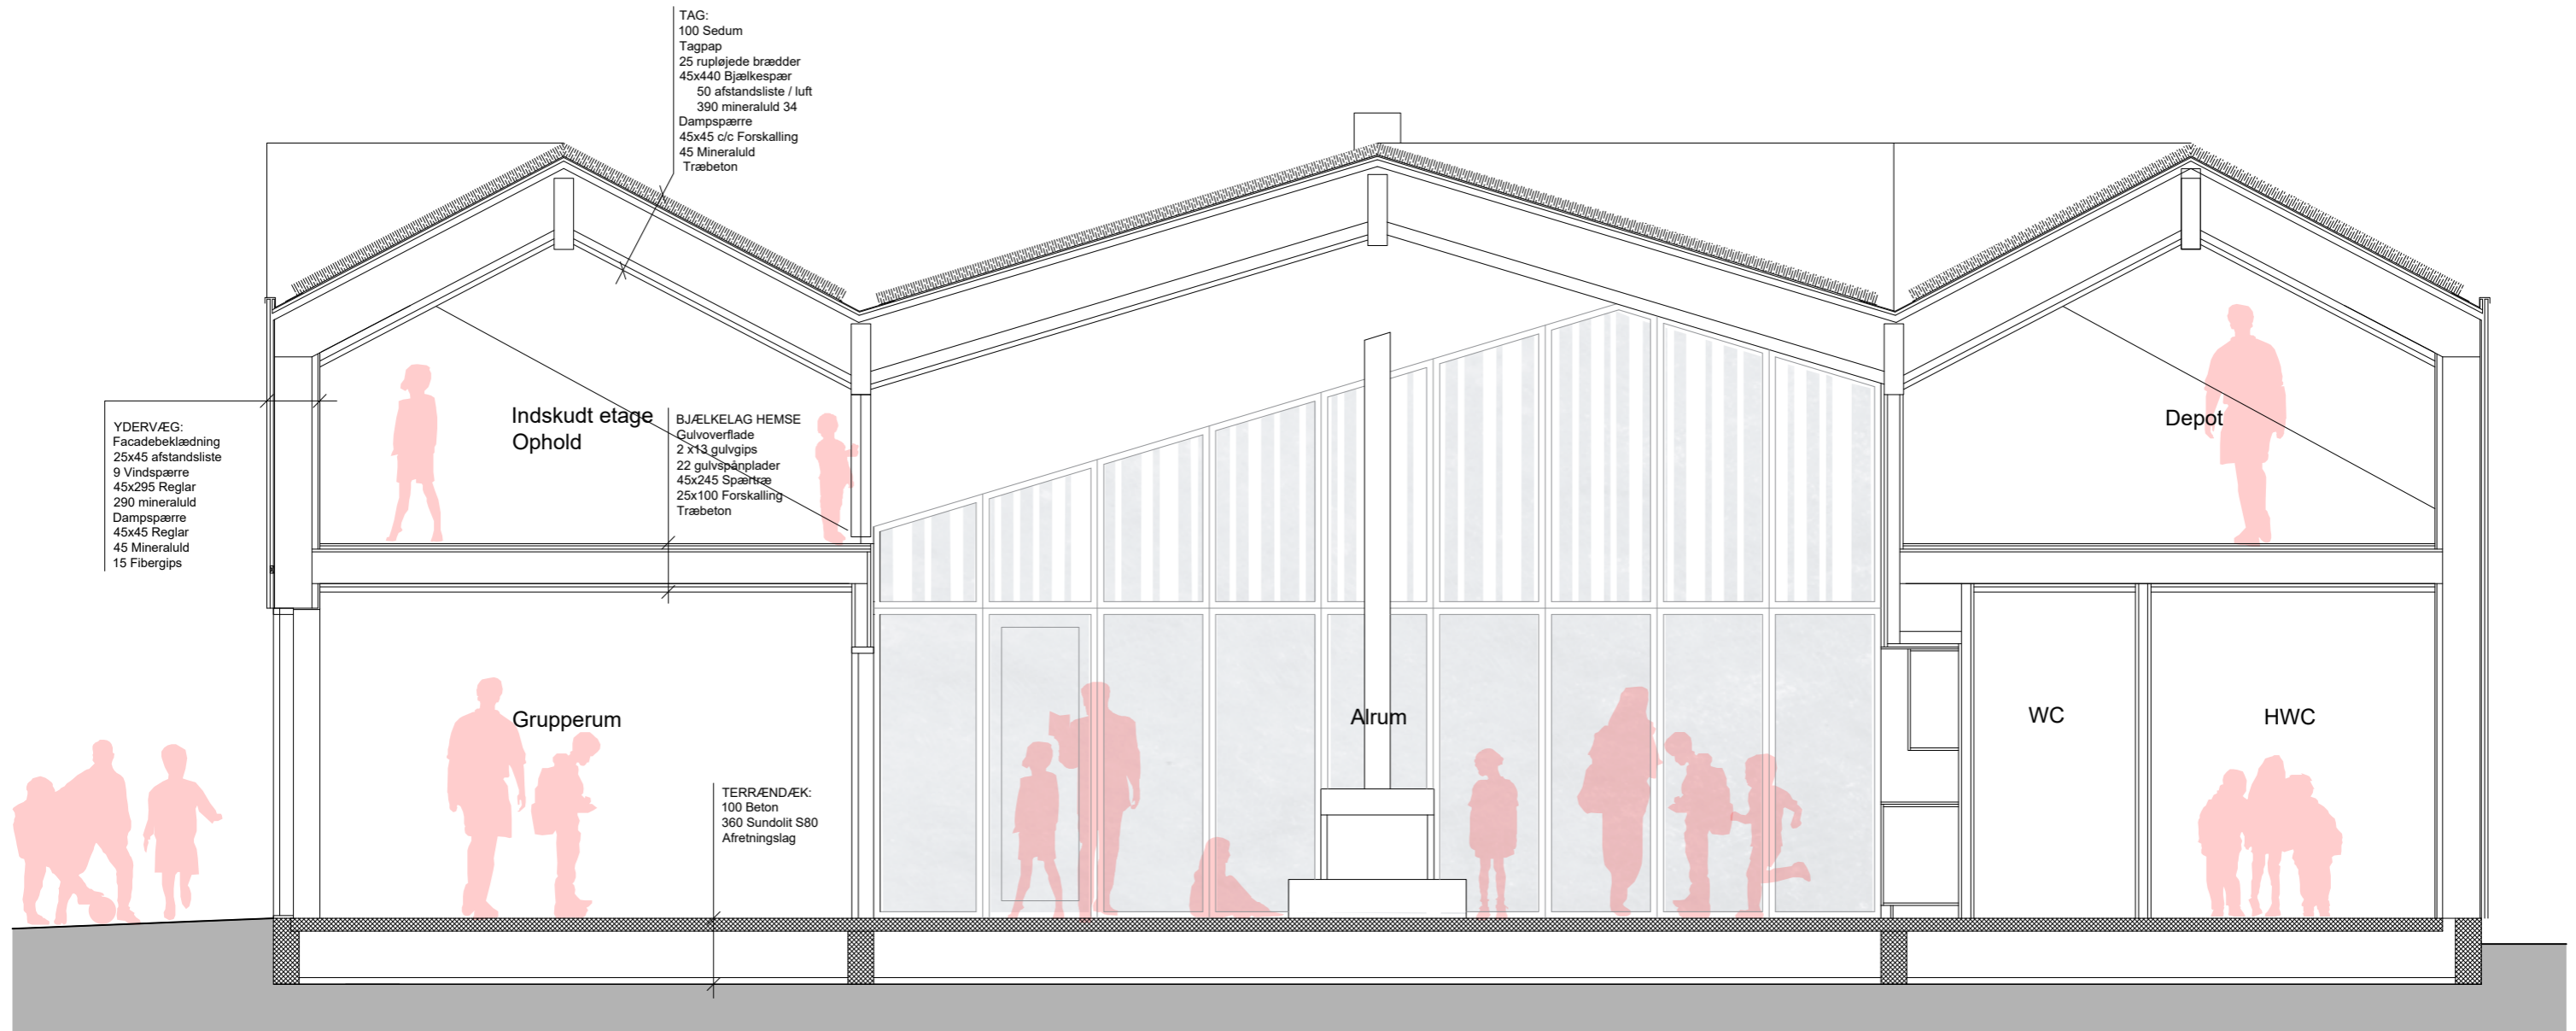 TAG:
100 Sedum
Tagpap
25 rupløjede brædder
45x440 Bjælkespær
50 afstandsliste / luft
390 mineraluld 34
Dampspærre
45x45 c/c Forskalling
45 Mineraluld
Træbeton
YDERVÆG:
Facadebeklædning
25x45 afstandsliste
9 Vindspærre
45x295 Reglar
290 mineraluld
Dampspærre
45x45 Reglar
45 Mineraluld
15 Fibergips
Indskudt etage
Ophold
BJÆLKELAG HEMSE
Gulvoverflade
2 x13 gulvgips
22 gulvspånplader
45x245 Spærtræ
25x100 Forskalling
Træbeton
Depot
Grupperum
Alrum
WC
HWC
TERRÆNDÆK:
100 Beton
360 Sundolit S80
Afretningslag